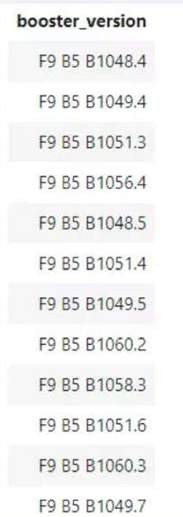 booster_version
F9 B5 B1048.4
F9 B5 B1049.4
F9 B5 B1051.3
F9 B5 B1056.4
F9 B5 B1048.5
F9 B5 B1051.4
F9 B5 B1049.5
F9 B5 B1060.2
F9 B5 B1058.3
F9 B5 B1051.6
F9 B5 B1060.3
F9 B5 B1049.7